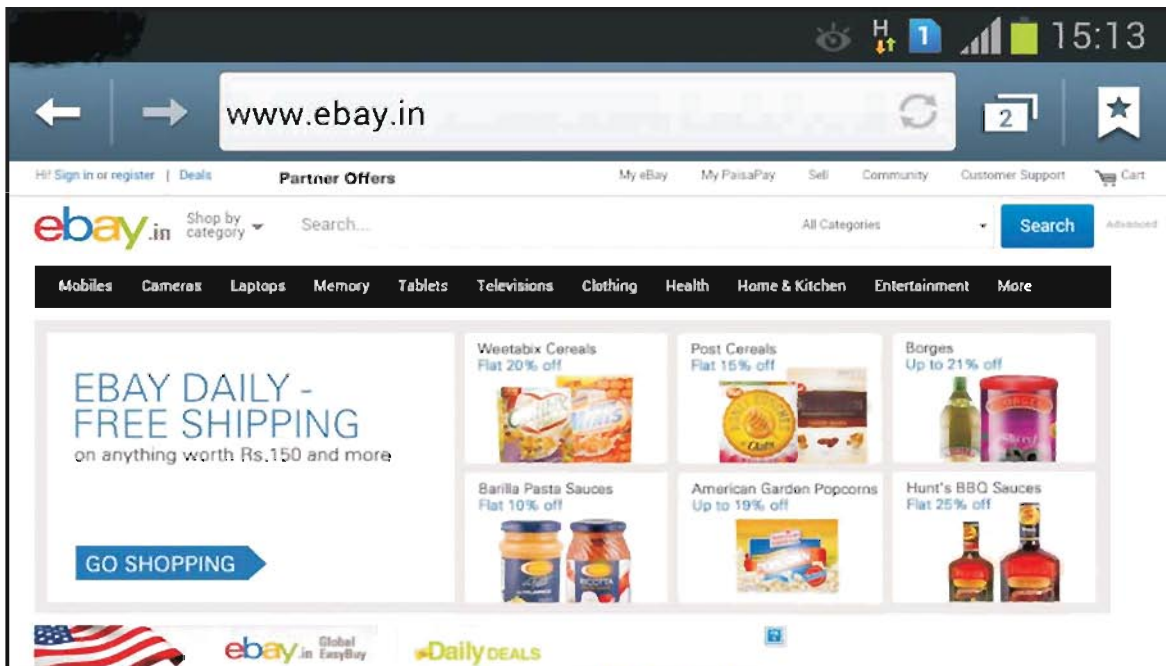 H 1 15:13
www.ebay.in 2
Hi! Sign in or register | Deals Partner Offers My eBay My PaisaPay Sell Community Customer Support Cart
ebay.in Shop by category Search... All Categories Search Advanced
Mobiles Cameras Laptops Memory Tablets Televisions Clothing Health Home & Kitchen Entertainment More
EBAY DAILY -
FREE SHIPPING
on anything worth Rs.150 and more
GO SHOPPING
Weetabix Cereals
Flat 20% off
Post Cereals
Flat 15% off
Borges
Up to 21% off
Barilla Pasta Sauces
Flat 10% off
RICOTTA
American Garden Popcorns
Up to 19% off
Hunt's BBQ Sauces
Flat 25% off
ebay.in Global EasyBuy
Daily DEALS